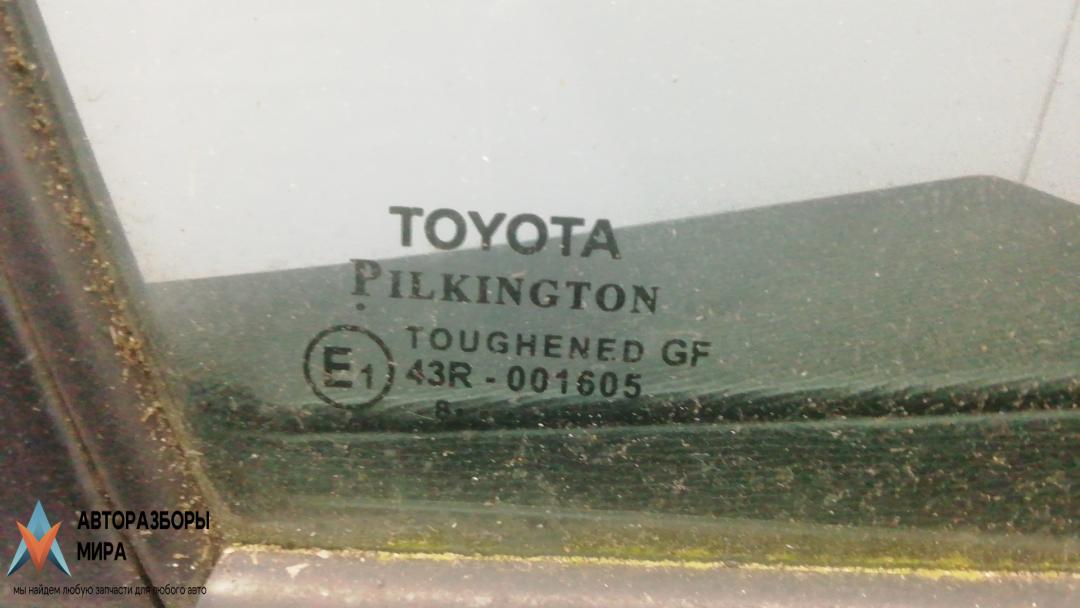 TOYOTA
PILKINGTON
TOUGHENED GF
E1
43R - 001605
АВТОРАЗБОРЫ
МИРА
мы найдем любую запчасти для любого авто